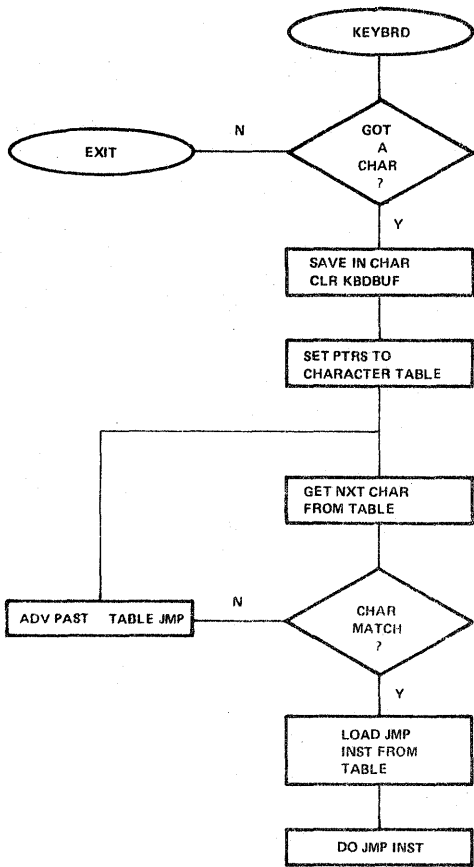 KEYBRD
GOT
A
CHAR
?
N
EXIT
Y
SAVE IN CHAR
CLR KBDBUF
SET PTRS TO
CHARACTER TABLE
GET NXT CHAR
FROM TABLE
CHAR
MATCH
?
N
ADV PAST TABLE JMP
Y
LOAD JMP
INST FROM
TABLE
DO JMP INST